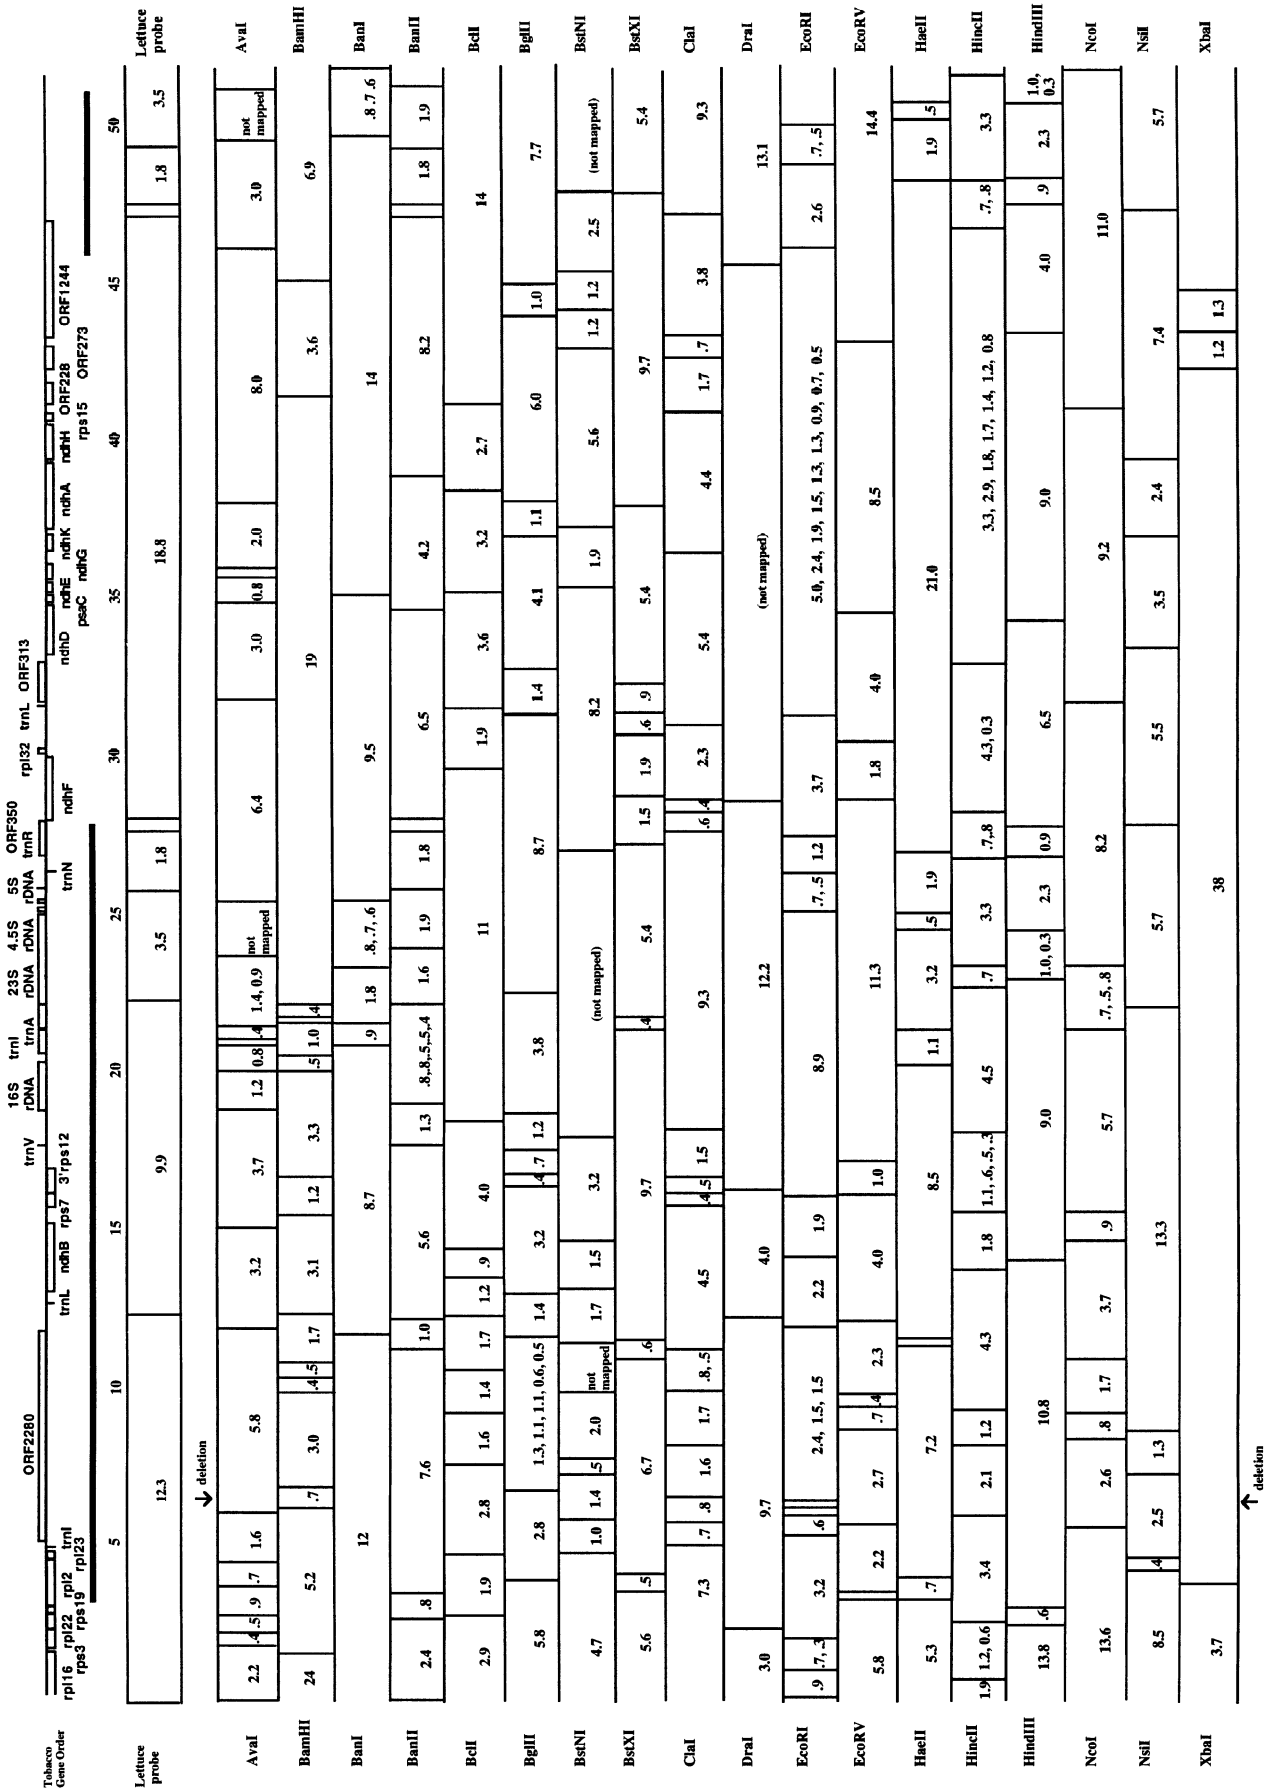 Tobacco Gene Order
rpl16 rps3 rpl22 rps19 rpl2 rpl23 trnI ORF2280 trnL ndhB rps7 3'rps12 trnV 16S rDNA trnI trnA 23S rDNA 4.5S rDNA 5S rDNA trnN trnR ORF350 ndhF rpl32 trnL ORF313 ndhD psaC ndhE ndhG ndhK ndhA ndhH rps15 ORF228 ORF273 ORF1244
5 10 15 20 25 30 35 40 45 50
Lettuce probe 12.3 9.9 3.5 1.8 18.8 1.8 3.5 Lettuce probe
deletion
AvaI 2.2 .4 .5 .9 .7 1.6 5.8 3.2 3.7 1.2 0.8 .4 1.4, 0.9 not mapped 6.4 3.0 0.8 2.0 8.0 3.0 not mapped AvaI
BamHI 24 5.2 .7 3.0 .4 .5 1.7 3.1 1.2 3.3 .5 1.0 .4 19 3.6 6.9 BamHI
BanI 12 8.7 .9 1.8 .8, .7, .6 9.5 14 .8 .7 .6 BanI
BanII 2.4 .8 7.6 1.0 5.6 1.3 .8,.8,.5,.5,.4 1.6 1.9 1.8 6.5 4.2 8.2 1.8 1.9 BanII
BclI 2.9 1.9 2.8 1.6 1.4 1.7 1.2 .9 4.0 11 1.9 3.6 3.2 2.7 14 BclI
BglII 5.8 2.8 1.3, 1.1, 1.1, 0.6, 0.5 1.4 3.2 .4 .7 1.2 3.8 8.7 1.4 4.1 1.1 6.0 1.0 7.7 BglII
BstNI 4.7 1.0 1.4 .5 2.0 not mapped 1.7 1.5 3.2 (not mapped) 8.2 1.9 5.6 1.2 1.2 2.5 (not mapped) BstNI
BstXI 5.6 .5 6.7 .6 9.7 .4 5.4 1.5 1.9 .6 .9 5.4 9.7 5.4 BstXI
ClaI 7.3 .7 .8 1.6 1.7 .8, .5 4.5 .4 .5 1.5 9.3 .6 .4 2.3 5.4 4.4 1.7 .7 3.8 9.3 ClaI
DraI 3.0 9.7 4.0 12.2 (not mapped) 13.1 DraI
EcoRI .9 .7, .3 3.2 .6 2.4, 1.5, 1.5 2.2 1.9 8.9 .7, .5 1.2 3.7 5.0, 2.4, 1.9, 1.5, 1.3, 1.3, 0.9, 0.7, 0.5 2.6 .7, .5 EcoRI
EcoRV 5.8 2.2 2.7 .7 .4 2.3 4.0 1.0 11.3 1.8 4.0 8.5 14.4 EcoRV
HaeII 5.3 .7 7.2 8.5 1.1 3.2 .5 1.9 21.0 1.9 .5 HaeII
HincII 1.9 1.2, 0.6 3.4 2.1 1.2 4.3 1.8 1.1, .6, .5, .3 4.5 .7 3.3 .7,.8 4.3, 0.3 3.3, 2.9, 1.8, 1.7, 1.4, 1.2, 0.8 .7, .8 3.3 HincII
HindIII 13.8 .6 10.8 9.0 1.0, 0.3 2.3 0.9 6.5 9.0 4.0 .9 2.3 1.0, 0.3 HindIII
NcoI 13.6 2.6 .8 1.7 3.7 .9 5.7 .7, .5, .8 8.2 9.2 11.0 NcoI
NsiI 8.5 .4 2.5 1.3 13.3 5.7 5.5 3.5 2.4 7.4 5.7 NsiI
XbaI 3.7 38 1.2 1.3 XbaI
deletion